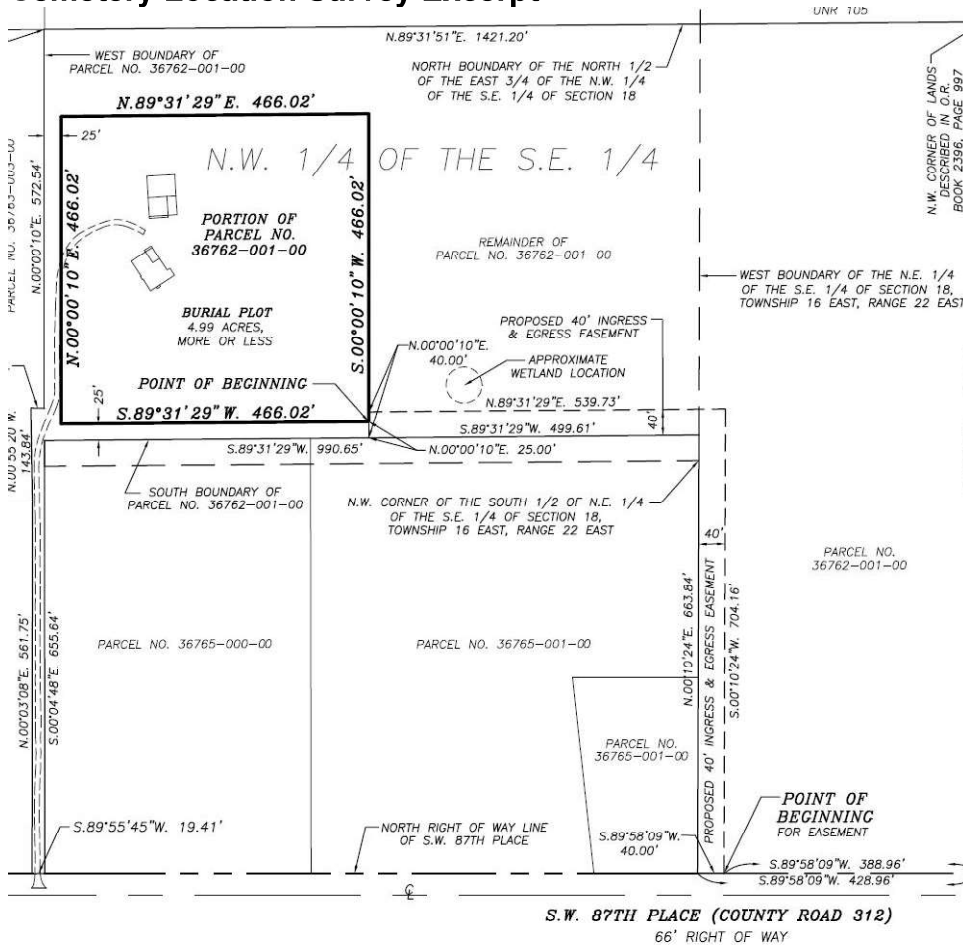 Cemetery Location Survey Excerpt
UNR 105
N.89°31'51"E. 1421.20'
WEST BOUNDARY OF
PARCEL NO. 36762-001-00
NORTH BOUNDARY OF THE NORTH 1/2
OF THE EAST 3/4 OF THE N.W. 1/4
OF THE S.E. 1/4 OF SECTION 18
N.W. CORNER OF LANDS
DESCRIBED IN O.R.
BOOK 2396, PAGE 997
N.89°31'29"E. 466.02'
25'
N.W. 1/4 OF THE S.E. 1/4
PARCEL NO. 36763-003-00
N.00°00'10"E. 572.54'
N.00°00'10"E. 466.02'
PORTION OF
PARCEL NO.
36762-001-00
S.00°00'10"W. 466.02'
REMAINDER OF
PARCEL NO. 36762-001 00
WEST BOUNDARY OF THE N.E. 1/4
OF THE S.E. 1/4 OF SECTION 18,
TOWNSHIP 16 EAST, RANGE 22 EAST
BURIAL PLOT
4.99 ACRES,
MORE OR LESS
PROPOSED 40' INGRESS
& EGRESS EASEMENT
N.00°00'10"E.
40.00'
APPROXIMATE
WETLAND LOCATION
POINT OF BEGINNING
25'
N.89°31'29"E. 539.73'
S.89°31'29"W. 466.02'
S.89°31'29"W. 499.61'
40'
N.00°55'20"W.
143.84'
S.89°31'29"W. 990.65'
N.00°00'10"E. 25.00'
SOUTH BOUNDARY OF
PARCEL NO. 36762-001-00
N.W. CORNER OF THE SOUTH 1/2 OF N.E. 1/4
OF THE S.E. 1/4 OF SECTION 18,
TOWNSHIP 16 EAST, RANGE 22 EAST
40'
PARCEL NO.
36762-001-00
N.00°03'08"E. 561.75'
S.00°04'48"E. 655.64'
PARCEL NO. 36765-000-00
PARCEL NO. 36765-001-00
N.00°10'24"E. 663.84'
PROPOSED 40' INGRESS & EGRESS EASEMENT
S.00°10'24"W. 704.16'
PARCEL NO.
36765-001-00
S.89°55'45"W. 19.41'
NORTH RIGHT OF WAY LINE
OF S.W. 87TH PLACE
S.89°58'09"W.
40.00'
POINT OF
BEGINNING
FOR EASEMENT
S.89°58'09"W. 388.96'
S.89°58'09"W. 428.96'
℄
S.W. 87TH PLACE (COUNTY ROAD 312)
66' RIGHT OF WAY